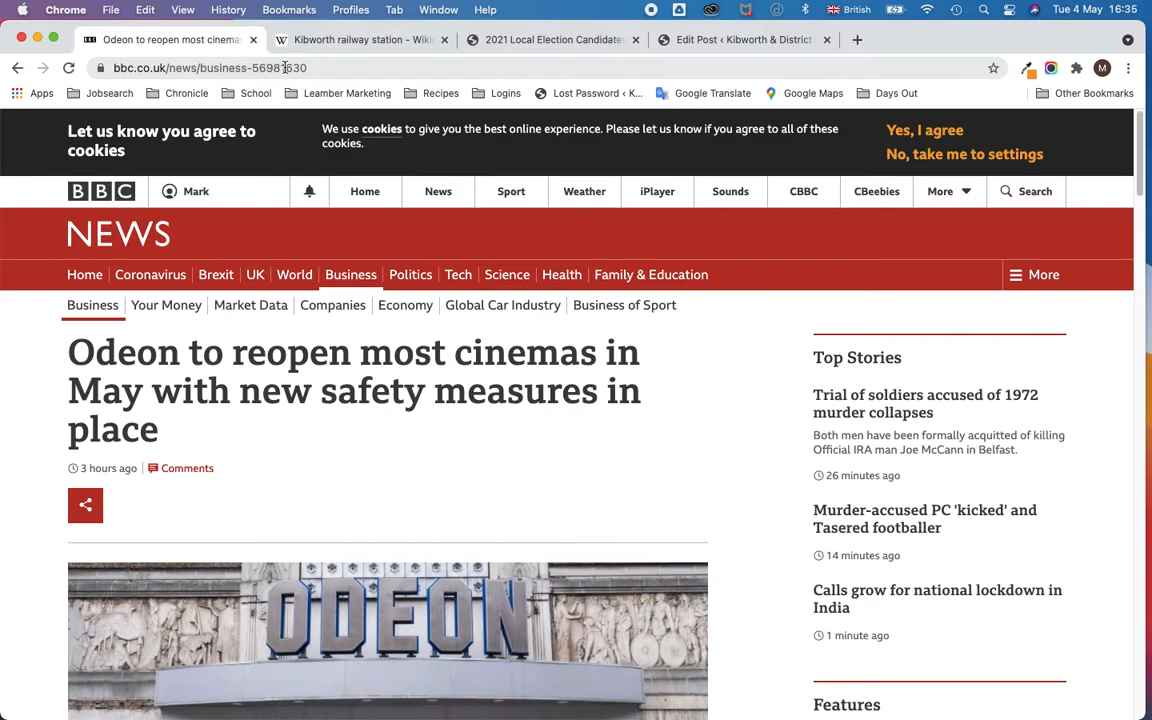 Chrome File Edit View History Bookmarks Profiles Tab Window Help British Tue 4 May 16:35
Odeon to reopen most cinema Kibworth railway station – Wiki 2021 Local Election Candidate Edit Post ‹ Kibworth & District
bbc.co.uk/news/business-
Apps Jobsearch Chronicle School Leamber Marketing Recipes Logins Lost Password ‹ K... Google Translate Google Maps Days Out Other Bookmarks
Let us know you agree to
cookies
We use cookies to give you the best online experience. Please let us know if you agree to all of these
cookies.
Yes, I agree
No, take me to settings
BBC Mark Home News Sport Weather iPlayer Sounds CBBC CBeebies More Search
NEWS
Home Coronavirus Brexit UK World Business Politics Tech Science Health Family & Education More
Business Your Money Market Data Companies Economy Global Car Industry Business of Sport
Odeon to reopen most cinemas in
May with new safety measures in
place
3 hours ago Comments
ODEON
Top Stories
Trial of soldiers accused of 1972
murder collapses
Both men have been formally acquitted of killing
Official IRA man Joe McCann in Belfast.
26 minutes ago
Murder-accused PC 'kicked' and
Tasered footballer
14 minutes ago
Calls grow for national lockdown in
India
1 minute ago
Features